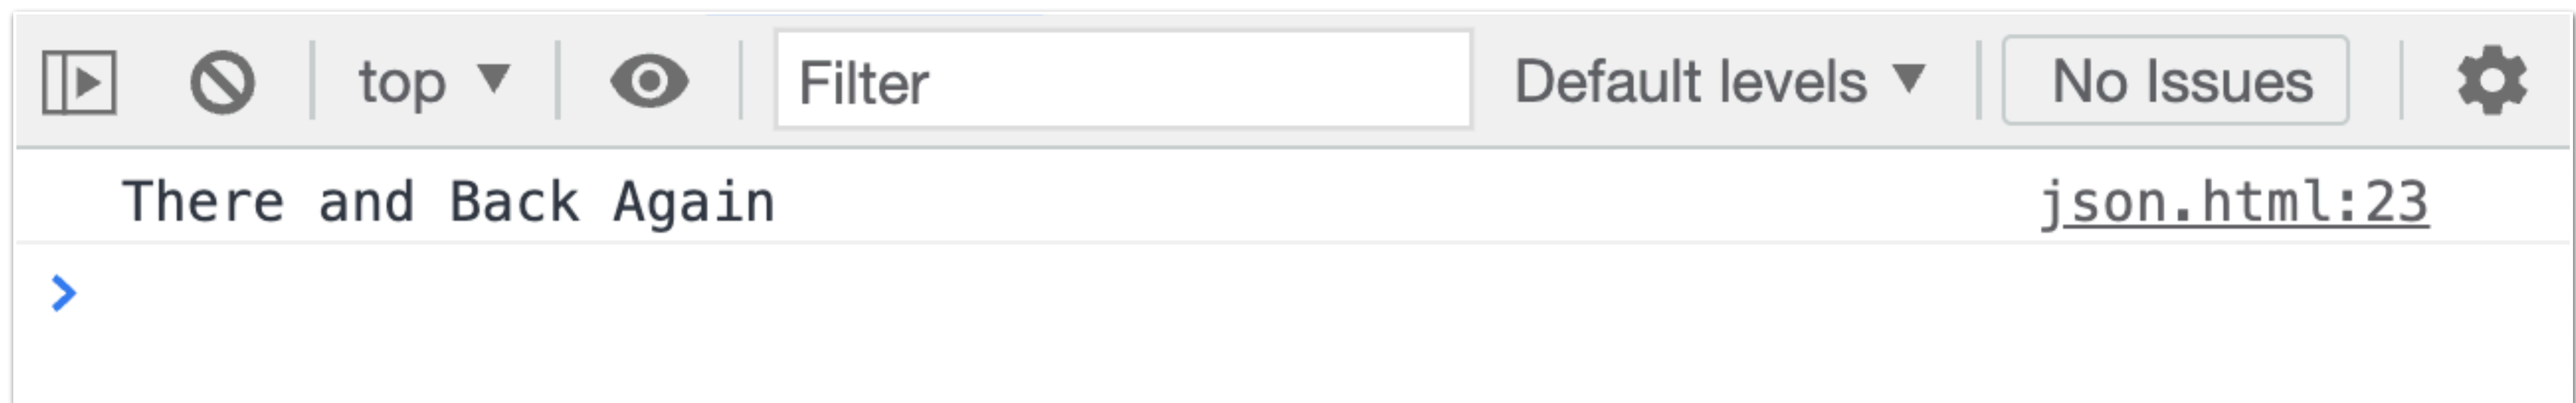 top Filter Default levels No Issues
There and Back Again json.html:23